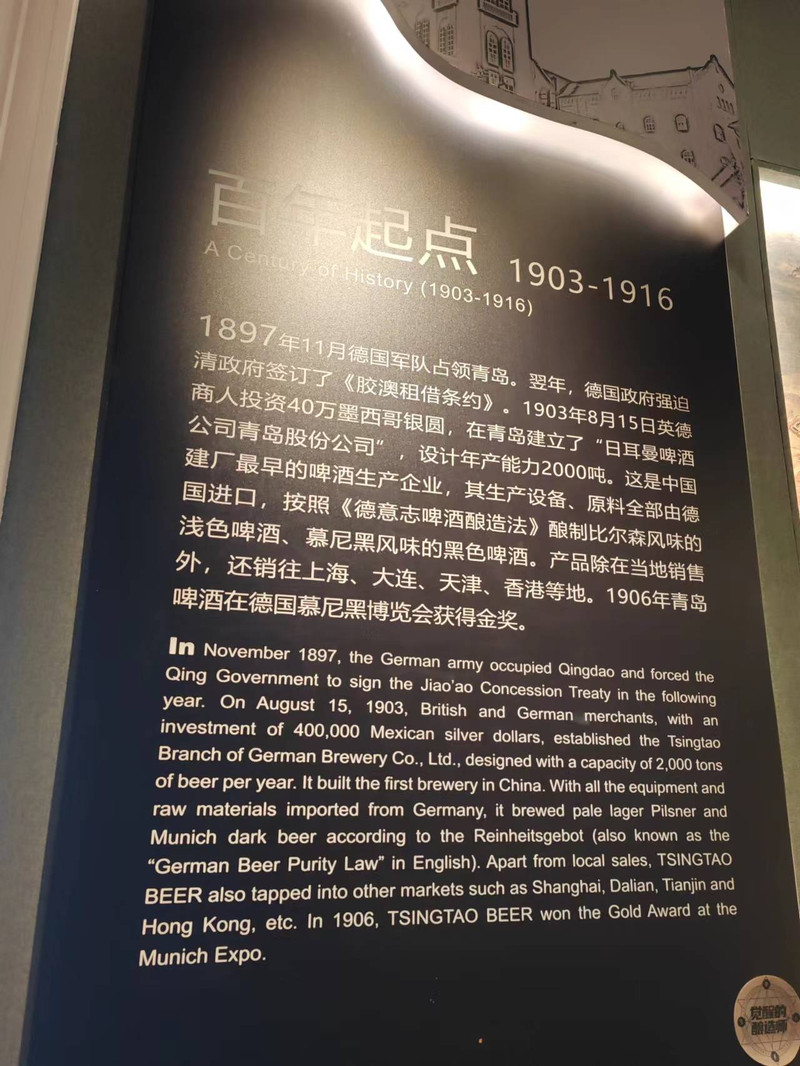 百年起点 1903-1916
A Century of History (1903-1916)
1897年11月德国军队占领青岛。翌年，德国政府强迫
清政府签订了《胶澳租借条约》。1903年8月15日英德
商人投资40万墨西哥银圆，在青岛建立了“日耳曼啤酒
公司青岛股份公司”，设计年产能力2000吨。这是中国
建厂最早的啤酒生产企业，其生产设备、原料全部由德
国进口，按照《德意志啤酒酿造法》酿制比尔森风味的
浅色啤酒、慕尼黑风味的黑色啤酒。产品除在当地销售
外，还销往上海、大连、天津、香港等地。1906年青岛
啤酒在德国慕尼黑博览会获得金奖。
In November 1897, the German army occupied Qingdao and forced the
Qing Government to sign the Jiao’ao Concession Treaty in the following
year. On August 15, 1903, British and German merchants, with an
investment of 400,000 Mexican silver dollars, established the Tsingtao
Branch of German Brewery Co., Ltd., designed with a capacity of 2,000 tons
of beer per year. It built the first brewery in China. With all the equipment and
raw materials imported from Germany, it brewed pale lager Pilsner and
Munich dark beer according to the Reinheitsgebot (also known as the
“German Beer Purity Law” in English). Apart from local sales, TSINGTAO
BEER also tapped into other markets such as Shanghai, Dalian, Tianjin and
Hong Kong, etc. In 1906, TSINGTAO BEER won the Gold Award at the
Munich Expo.
觉醒的
酿造师